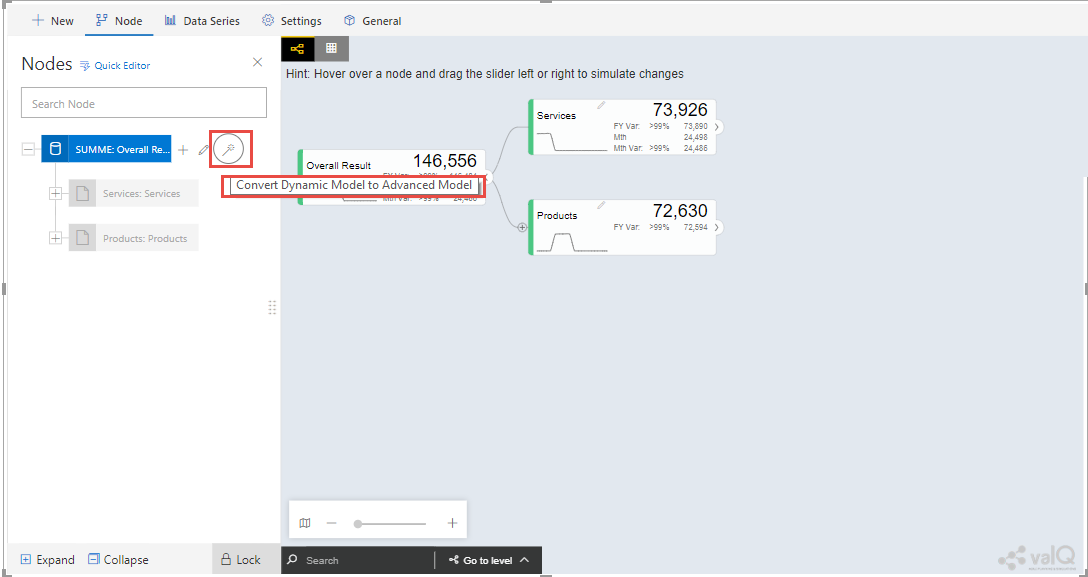 New
Node
Data Series
Settings
General
Nodes
Quick Editor
Search Node
SUMME: Overall Re...
Services: Services
Products: Products
Expand
Collapse
Lock
Hint: Hover over a node and drag the slider left or right to simulate changes
Overall Result
146,556
Convert Dynamic Model to Advanced Model
Mth Var: >99% 24,486
Services
73,926
FY Var: >99% 73,890
Mth 24,498
Mth Var: >99% 24,486
Products
72,630
FY Var: >99% 72,594
Search
Go to level
valQ